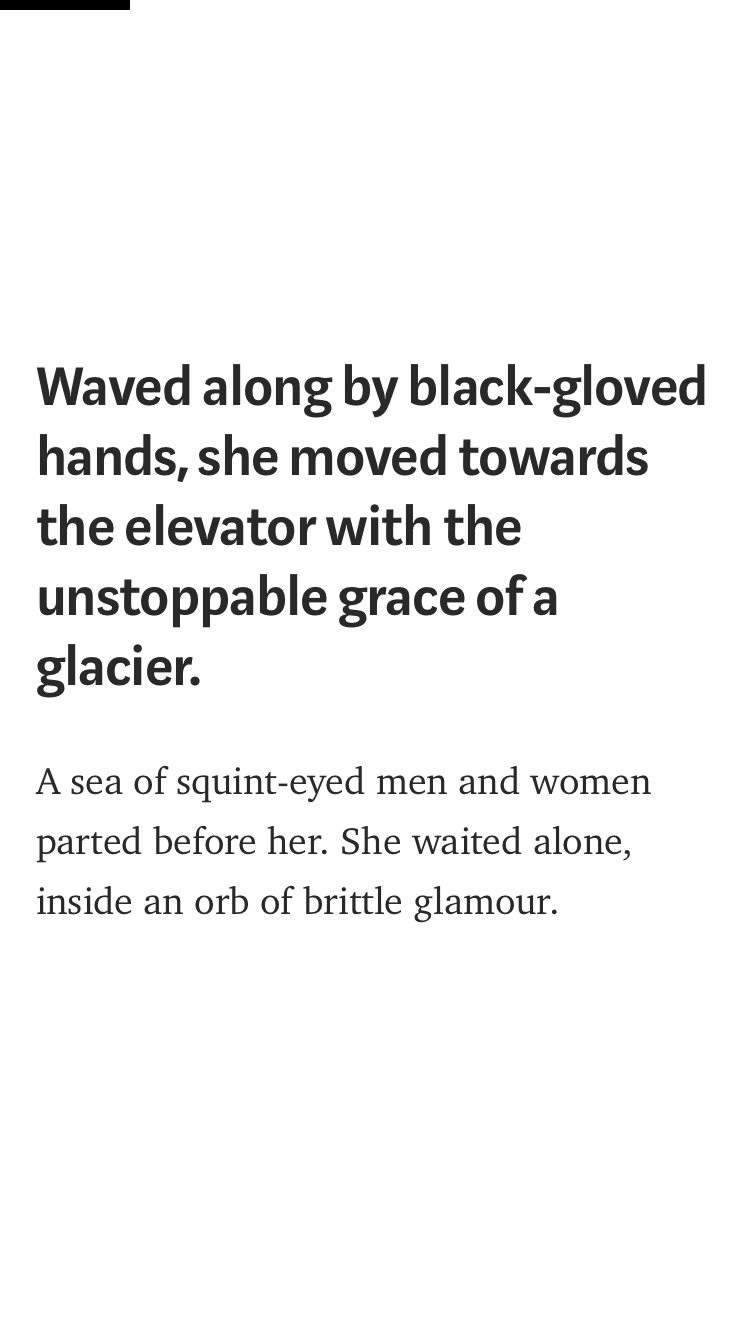 Waved along by black-gloved
hands, she moved towards
the elevator with the
unstoppable grace of a
glacier.
A sea of squint-eyed men and women
parted before her. She waited alone,
inside an orb of brittle glamour.